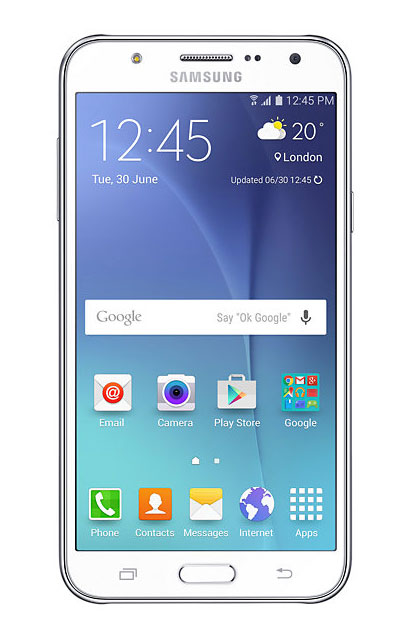 SAMSUNG
12:45 PM
12:45
20°
London
Tue, 30 June
Updated 06/30 12:45
Google
Say "Ok Google"
Email
Camera
Play Store
Google
Phone
Contacts
Messages
Internet
Apps